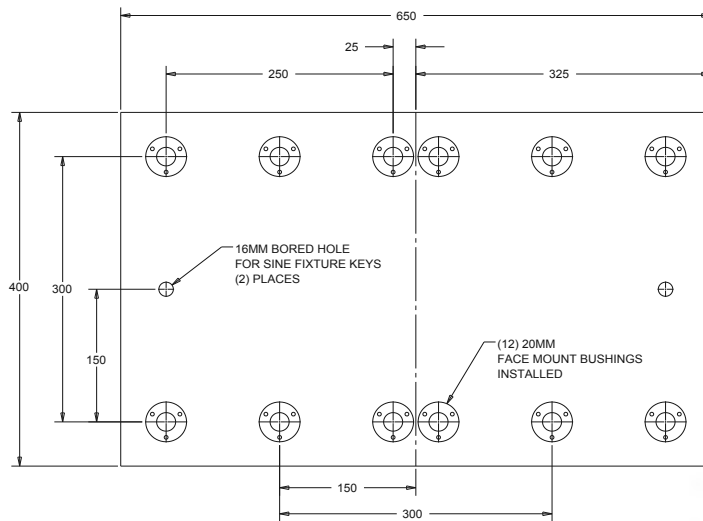 650
25
250
325
16MM BORED HOLE
FOR SINE FIXTURE KEYS
(2) PLACES
400
300
150
(12) 20MM
FACE MOUNT BUSHINGS
INSTALLED
150
300